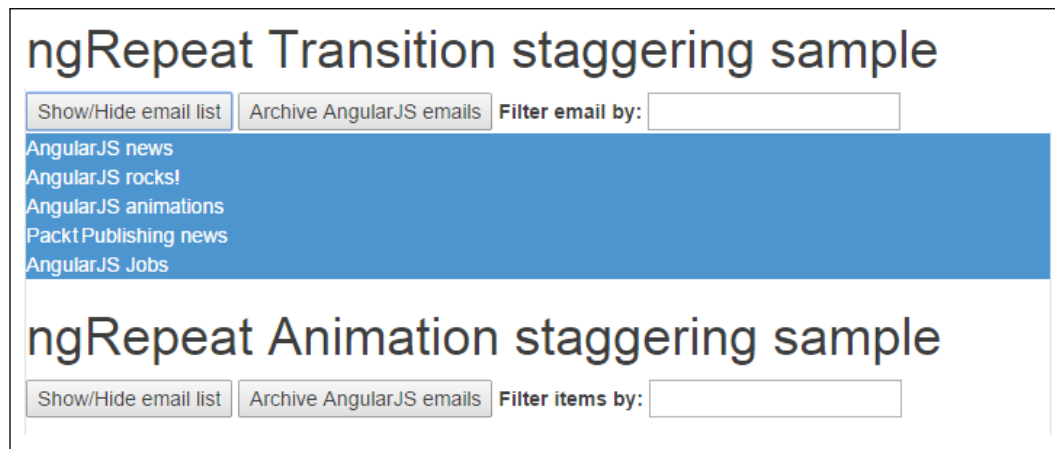 ngRepeat Transition staggering sample
Show/Hide email list Archive AngularJS emails Filter email by:
AngularJS news
AngularJS rocks!
AngularJS animations
Packt Publishing news
AngularJS Jobs
ngRepeat Animation staggering sample
Show/Hide email list Archive AngularJS emails Filter items by: